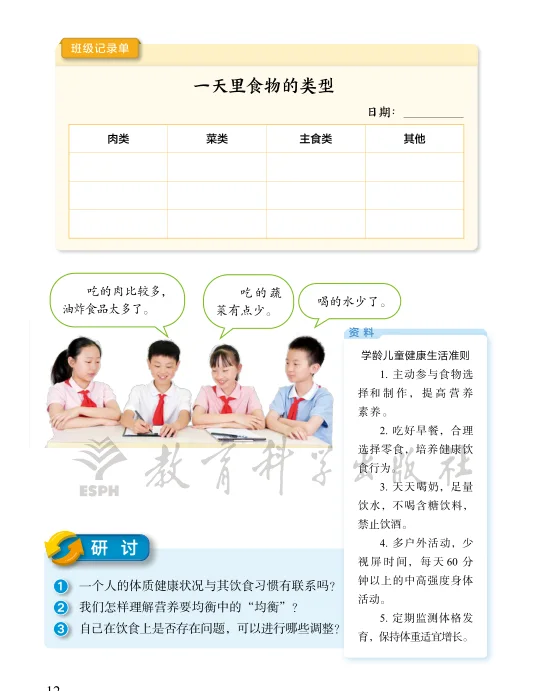 班级记录单
一天里食物的类型
日期：
肉类 菜类 主食类 其他
吃的肉比较多，
油炸食品太多了。
吃的蔬
菜有点少。
喝的水少了。
资料
学龄儿童健康生活准则
1. 主动参与食物选
择和制作，提高营养
素养。
2. 吃好早餐，合理
选择零食，培养健康饮
食行为。
3. 天天喝奶，足量
饮水，不喝含糖饮料，
禁止饮酒。
4. 多户外活动，少
视屏时间，每天 60 分
钟以上的中高强度身体
活动。
5. 定期监测体格发
育，保持体重适宜增长。
ESPH
教育科学出版社
研讨
1 一个人的体质健康状况与其饮食习惯有联系吗？
2 我们怎样理解营养要均衡中的“均衡”？
3 自己在饮食上是否存在问题，可以进行哪些调整？
12